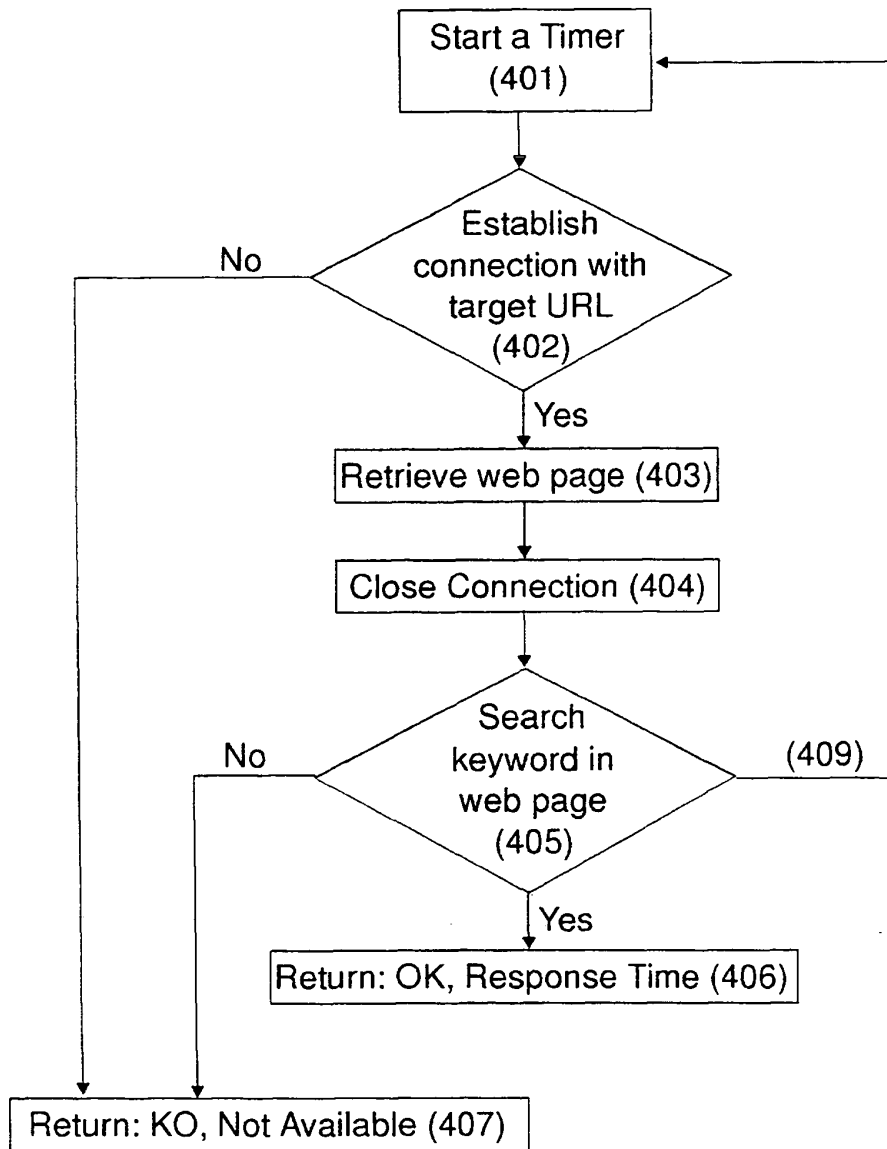 Start a Timer
(401)
Establish
connection with
target URL
(402)
No
Yes
Retrieve web page (403)
Close Connection (404)
Search
keyword in
web page
(405)
No
(409)
Yes
Return: OK, Response Time (406)
Return: KO, Not Available (407)